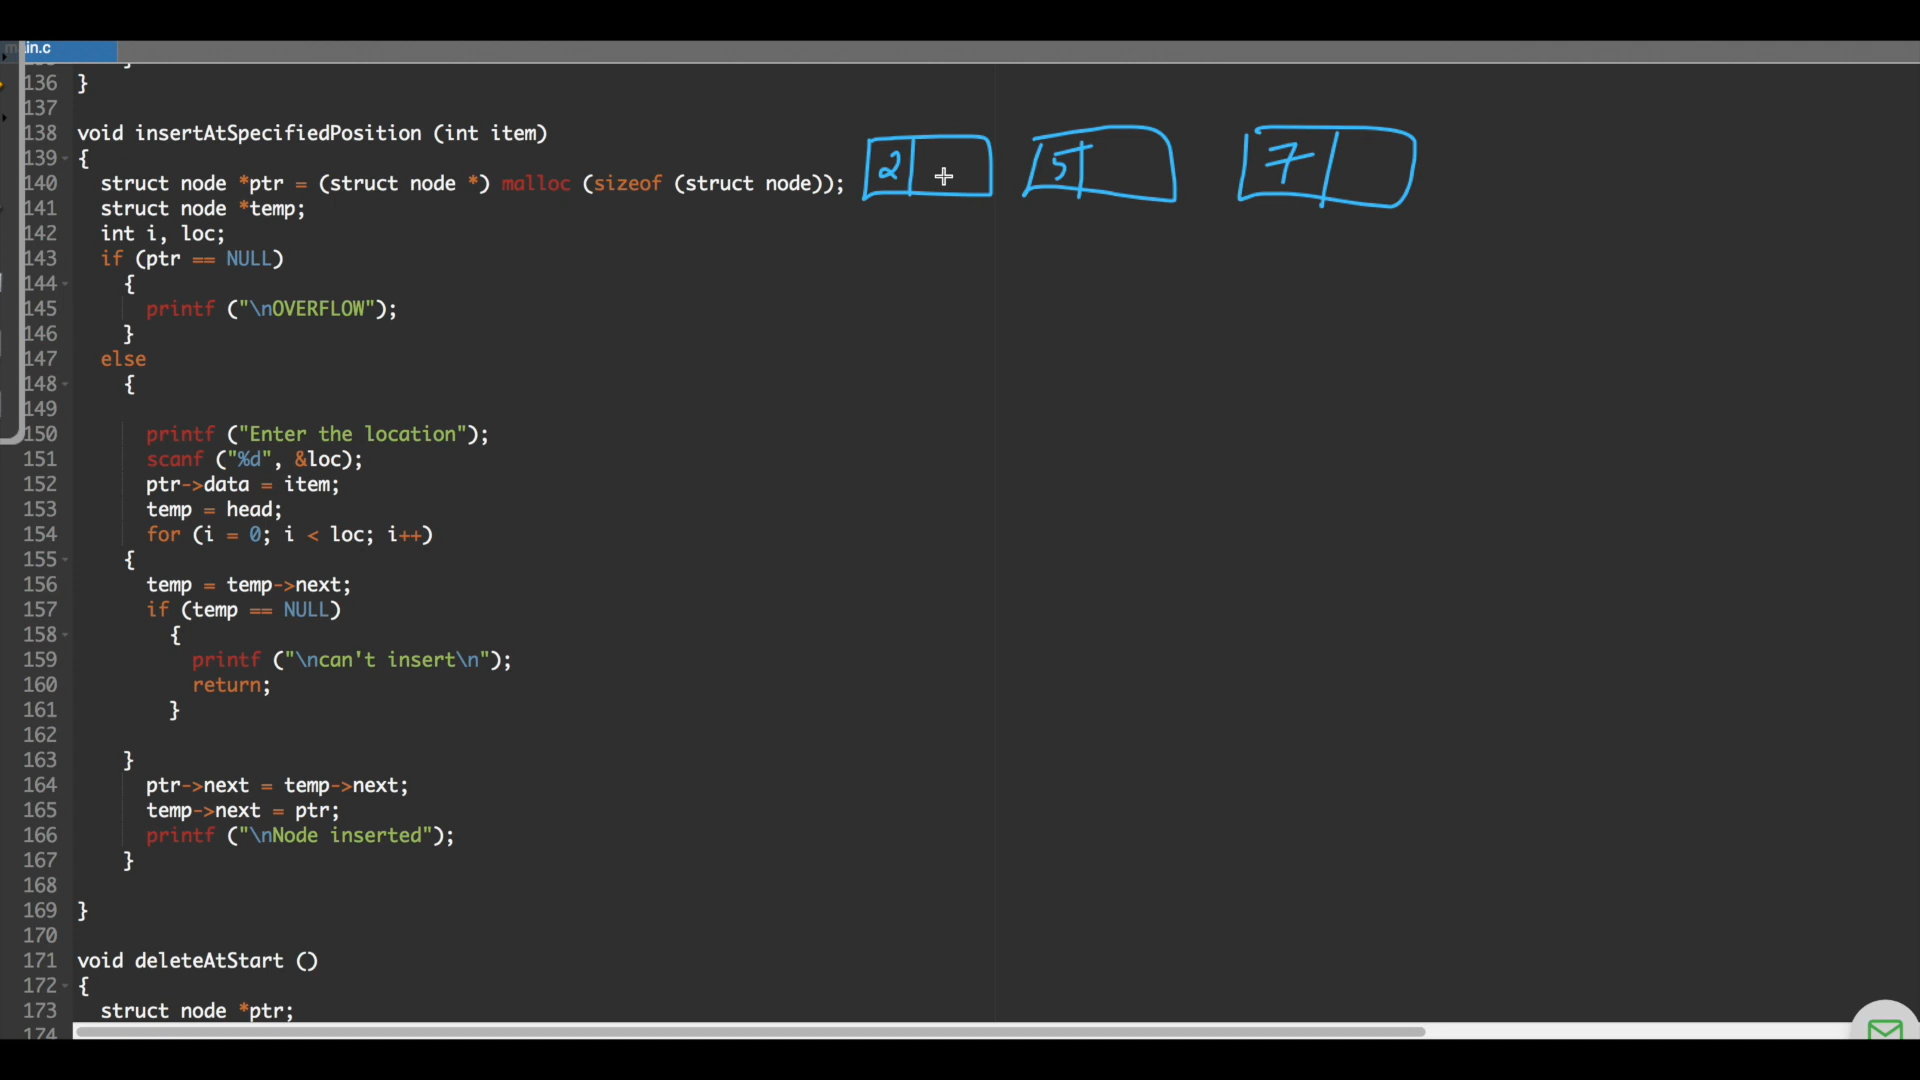 main.c
136 }
137
138 void insertAtSpecifiedPosition (int item)
139 {
140 struct node *ptr = (struct node *) malloc (sizeof (struct node)); 2 5 7
141 struct node *temp;
142 int i, loc;
143 if (ptr == NULL)
144 {
145 printf ("\nOVERFLOW");
146 }
147 else
148 {
149
150 printf ("Enter the location");
151 scanf ("%d", &loc);
152 ptr->data = item;
153 temp = head;
154 for (i = 0; i < loc; i++)
155 {
156 temp = temp->next;
157 if (temp == NULL)
158 {
159 printf ("\ncan't insert\n");
160 return;
161 }
162
163 }
164 ptr->next = temp->next;
165 temp->next = ptr;
166 printf ("\nNode inserted");
167 }
168
169 }
170
171 void deleteAtStart ()
172 {
173 struct node *ptr;
174